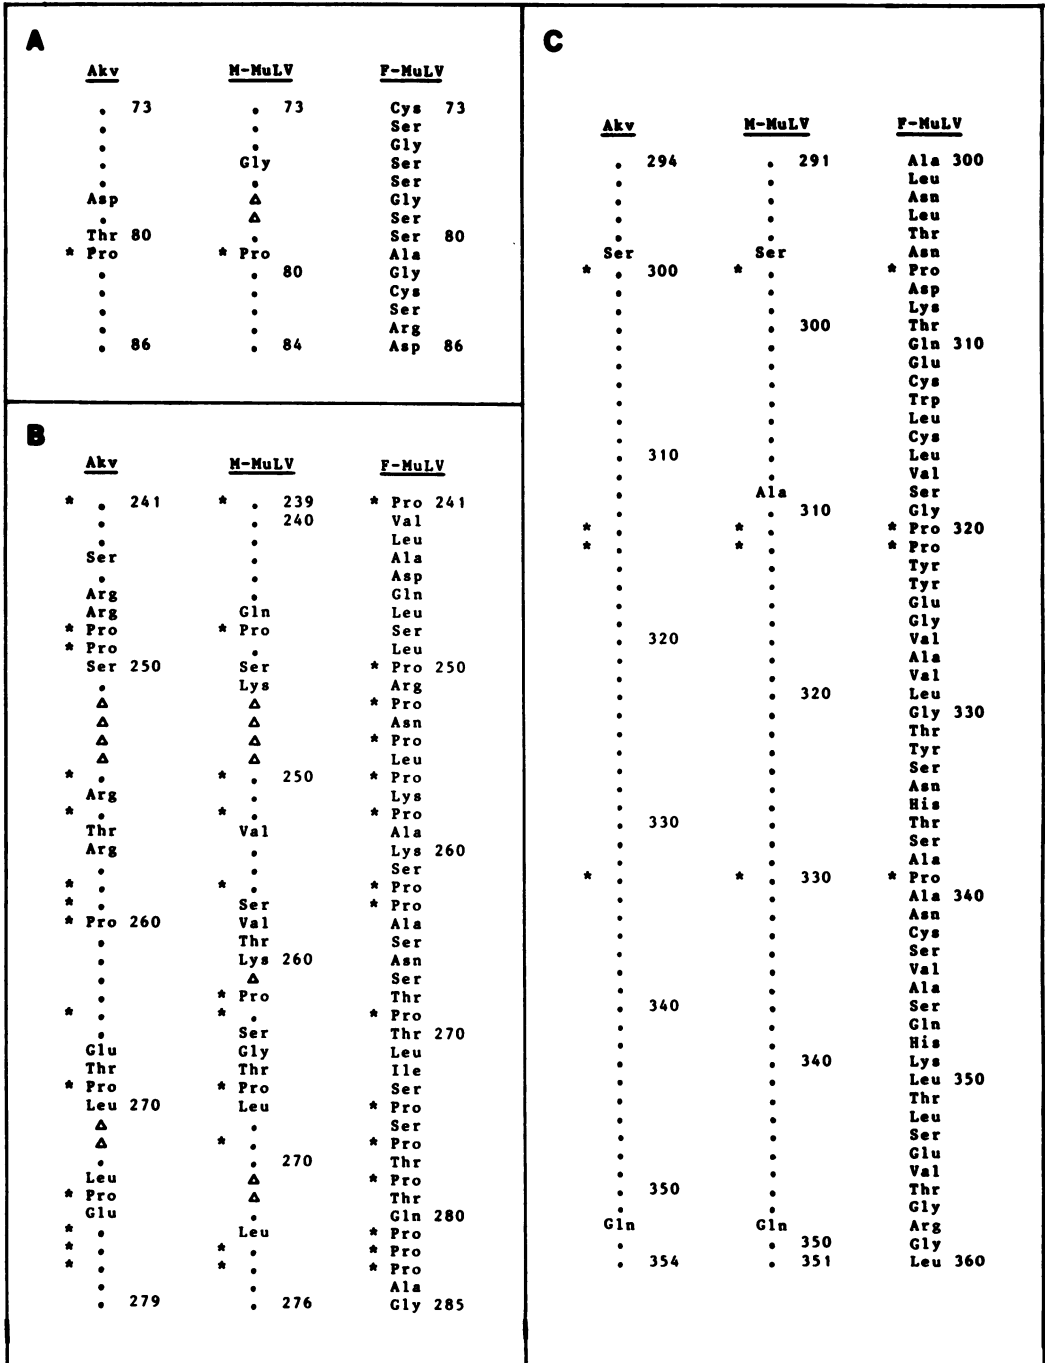 A
Akv M-MuLV F-MuLV
. 73 . 73 Cys 73
. . Ser
. . Gly
. Gly Ser
. . Ser
Asp Δ Gly
. Δ Ser
Thr 80 . Ser 80
* Pro * Pro Ala
. . 80 Gly
. . Cys
. . Ser
. . Arg
. 86 . 84 Asp 86
B
Akv M-MuLV F-MuLV
* . 241 * . 239 * Pro 241
. . 240 Val
. . Leu
Ser . Ala
. . Asp
Arg . Gln
Arg Gln Leu
* Pro * Pro Ser
* Pro . Leu
Ser 250 Ser * Pro 250
. Lys Arg
Δ Δ * Pro
Δ Δ Asn
Δ Δ * Pro
Δ Δ Leu
* . * . 250 * Pro
Arg . Lys
* . * . * Pro
Thr Val Ala
Arg . Lys 260
. . Ser
* . * . * Pro
* . Ser * Pro
* Pro 260 Val Ala
. Thr Ser
. Lys 260 Asn
. Δ Ser
. * Pro Thr
* . * . * Pro
. Ser Thr 270
Glu Gly Leu
Thr Thr Ile
* Pro * Pro Ser
Leu 270 Leu * Pro
Δ . Ser
Δ * . * Pro
. . 270 Thr
Leu Δ * Pro
* Pro Δ Thr
Glu . Gln 280
* . Leu * Pro
* . * . * Pro
* . * . * Pro
. . Ala
. 279 . 276 Gly 285
C
Akv M-MuLV F-MuLV
. 294 . 291 Ala 300
. . Leu
. . Asn
. . Leu
. . Thr
Ser Ser Asn
* . 300 * . * Pro
. . Asp
. . Lys
. . 300 Thr
. . Gln 310
. . Glu
. . Cys
. . Trp
. . Leu
. . Cys
. 310 . Leu
. . Val
. Ala Ser
. . 310 Gly
* . * . * Pro 320
* . * . * Pro
. . Tyr
. . Tyr
. . Glu
. . Gly
. 320 . Val
. . Ala
. . Val
. . 320 Leu
. . Gly 330
. . Thr
. . Tyr
. . Ser
. . Asn
. . His
. 330 . Thr
. . Ser
. . Ala
* . * . 330 * Pro
. . Ala 340
. . Asn
. . Cys
. . Ser
. . Val
. . Ala
. 340 . Ser
. . Gln
. . His
. . 340 Lys
. . Leu 350
. . Thr
. . Leu
. . Ser
. . Glu
. . Val
. 350 . Thr
. . Gly
Gln Gln Arg
. . 350 Gly
. 354 . 351 Leu 360